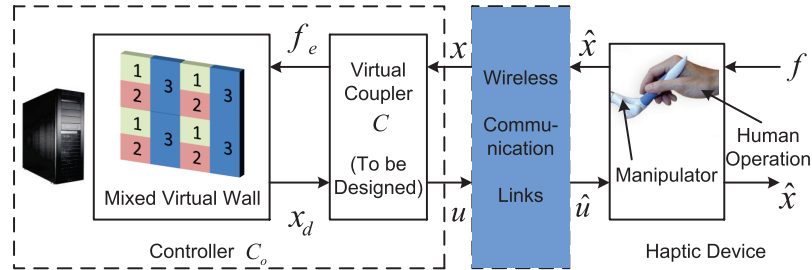 f_e
x
x̂
f
1
3
1
3
2
2
1
3
1
3
2
2
Mixed Virtual Wall
x_d
Virtual
Coupler
C
(To be
Designed)
u
Wireless
Commu-
nication
Links
û
Manipulator
Human
Operation
x̂
Controller C_o
Haptic Device